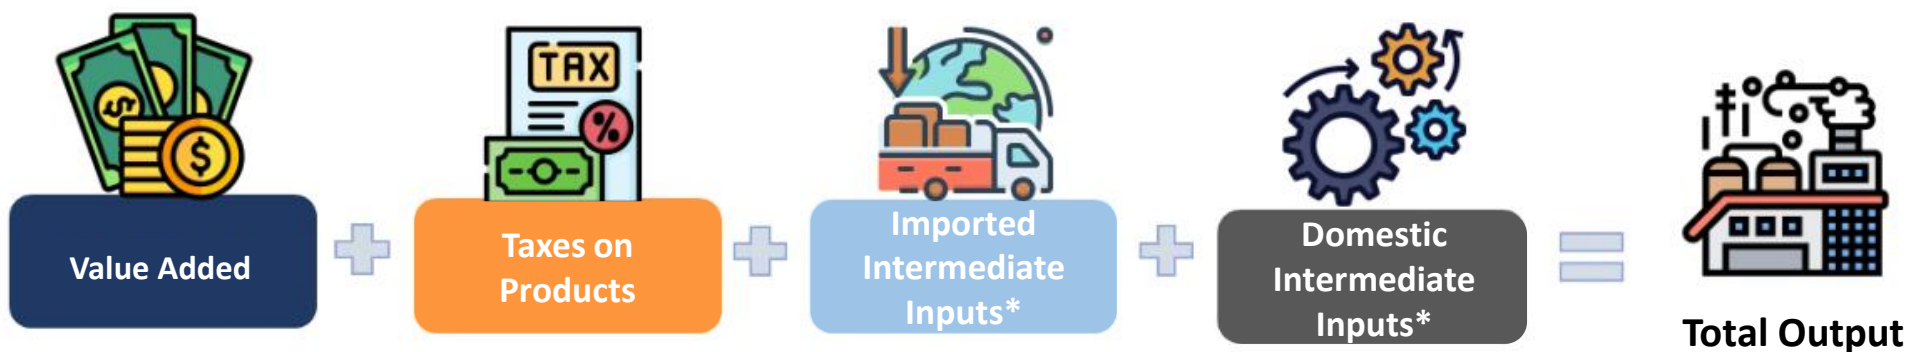 TAX
%
$
$
Value Added
Taxes on
Products
Imported
Intermediate
Inputs*
Domestic
Intermediate
Inputs*
Total Output